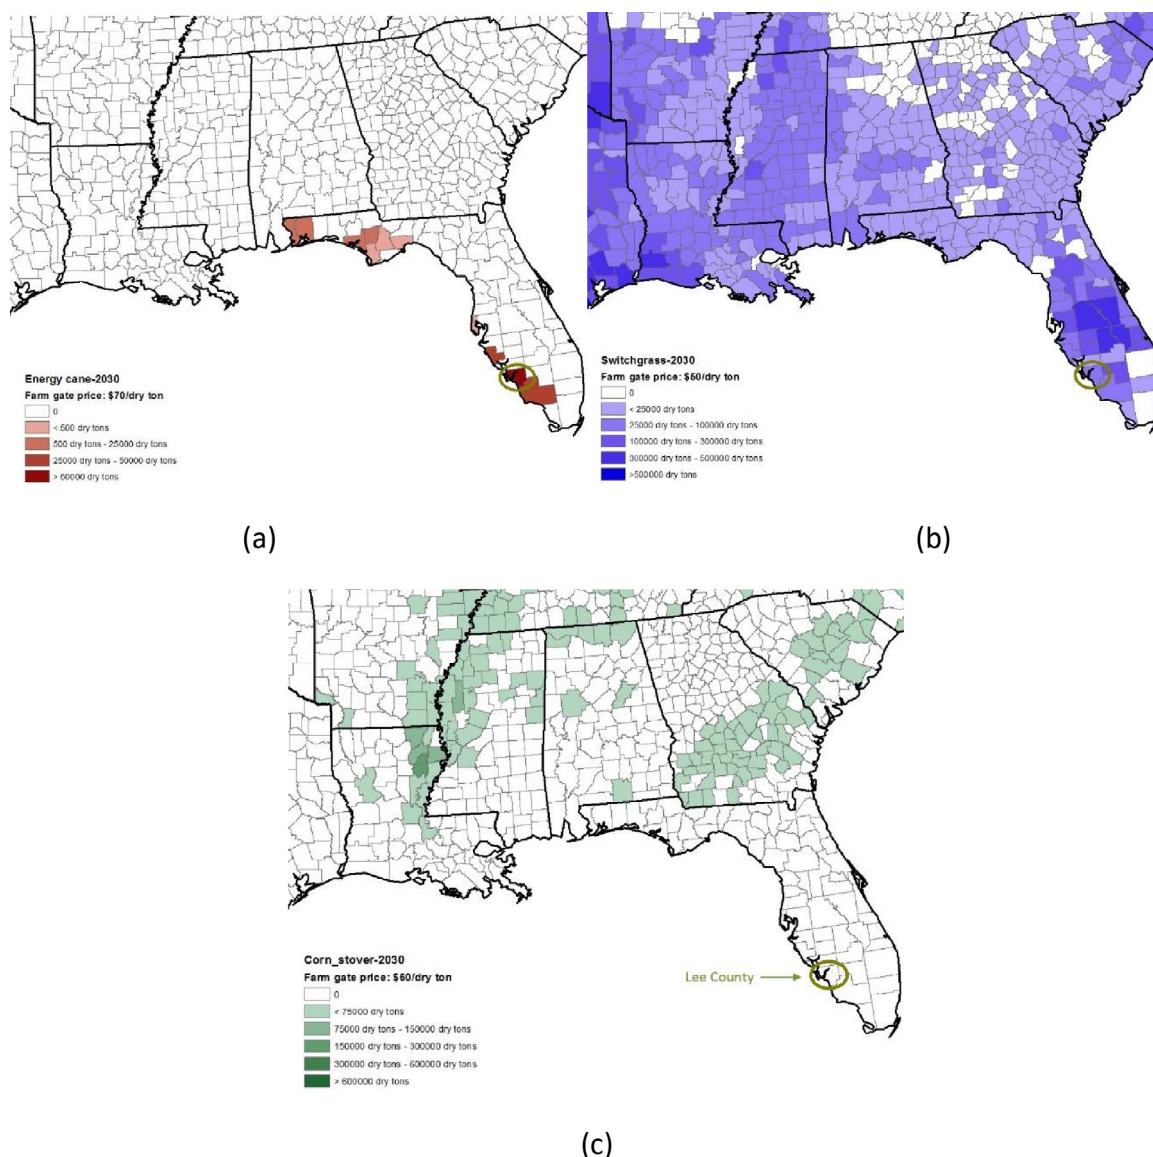 Energy cane-2030
Farm gate price: $70/dry ton
0
< 500 dry tons
500 dry tons - 25000 dry tons
25000 dry tons - 50000 dry tons
> 60000 dry tons
(a)
Switchgrass-2030
Farm gate price: $60/dry ton
0
< 25000 dry tons
25000 dry tons - 100000 dry tons
100000 dry tons - 300000 dry tons
300000 dry tons - 500000 dry tons
>500000 dry tons
(b)
Corn_stover-2030
Farm gate price: $60/dry ton
0
< 75000 dry tons
75000 dry tons - 150000 dry tons
150000 dry tons - 300000 dry tons
300000 dry tons - 600000 dry tons
> 600000 dry tons
Lee County
(c)